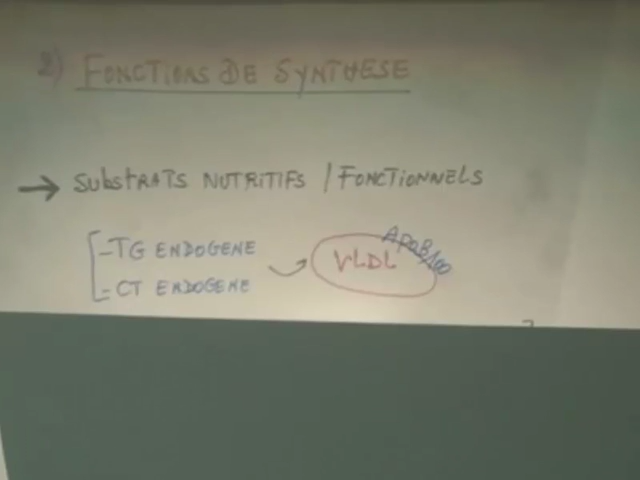 2) FONCTIONS DE SYNTHESE
→ SUBSTRATS NUTRITIFS / FONCTIONNELS
- TG ENDOGENE
- CT ENDOGENE
VLDL
APOB100